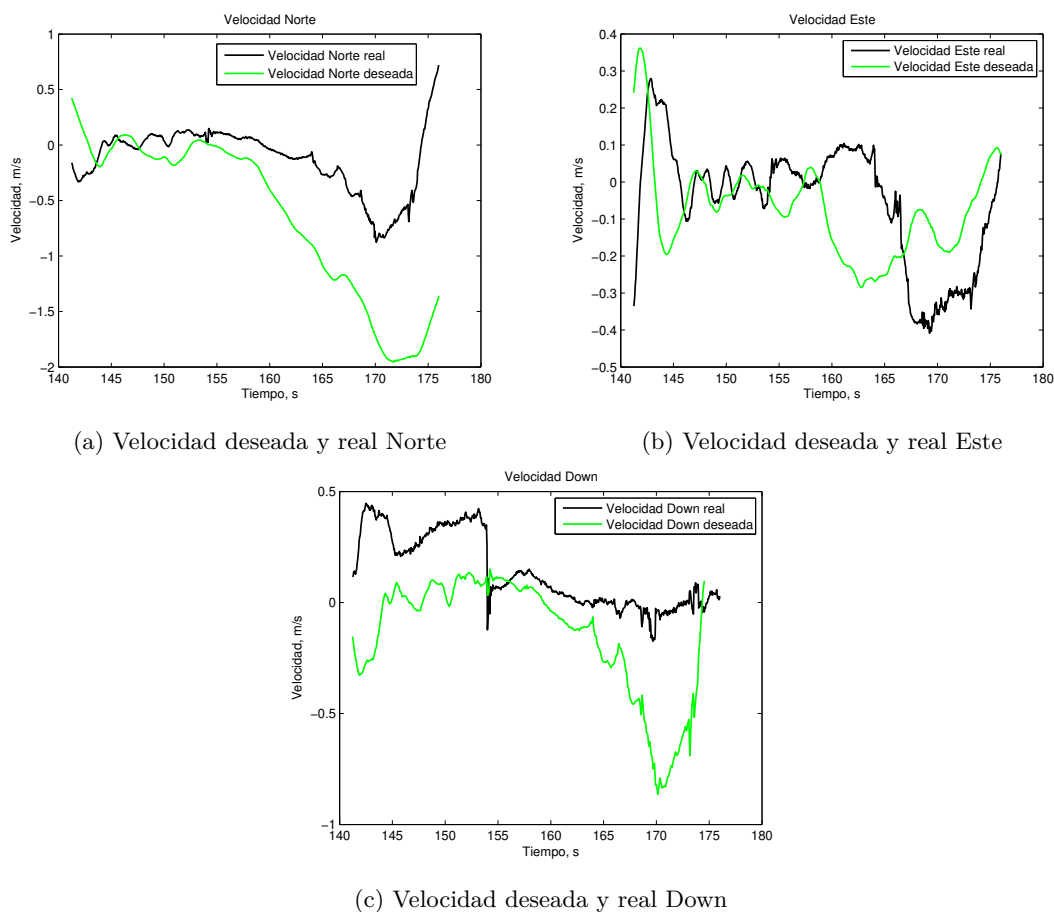 Velocidad Norte
1
0.5
0
−0.5
−1
−1.5
−2
Velocidad, m/s
Velocidad Norte real
Velocidad Norte deseada
140 145 150 155 160 165 170 175 180
Tiempo, s
(a) Velocidad deseada y real Norte
Velocidad Este
0.4
0.3
0.2
0.1
0
−0.1
−0.2
−0.3
−0.4
−0.5
Velocidad, m/s
Velocidad Este real
Velocidad Este deseada
140 145 150 155 160 165 170 175 180
Tiempo, s
(b) Velocidad deseada y real Este
Velocidad Down
0.5
0
−0.5
−1
Velocidad, m/s
Velocidad Down real
Velocidad Down deseada
140 145 150 155 160 165 170 175 180
Tiempo, s
(c) Velocidad deseada y real Down